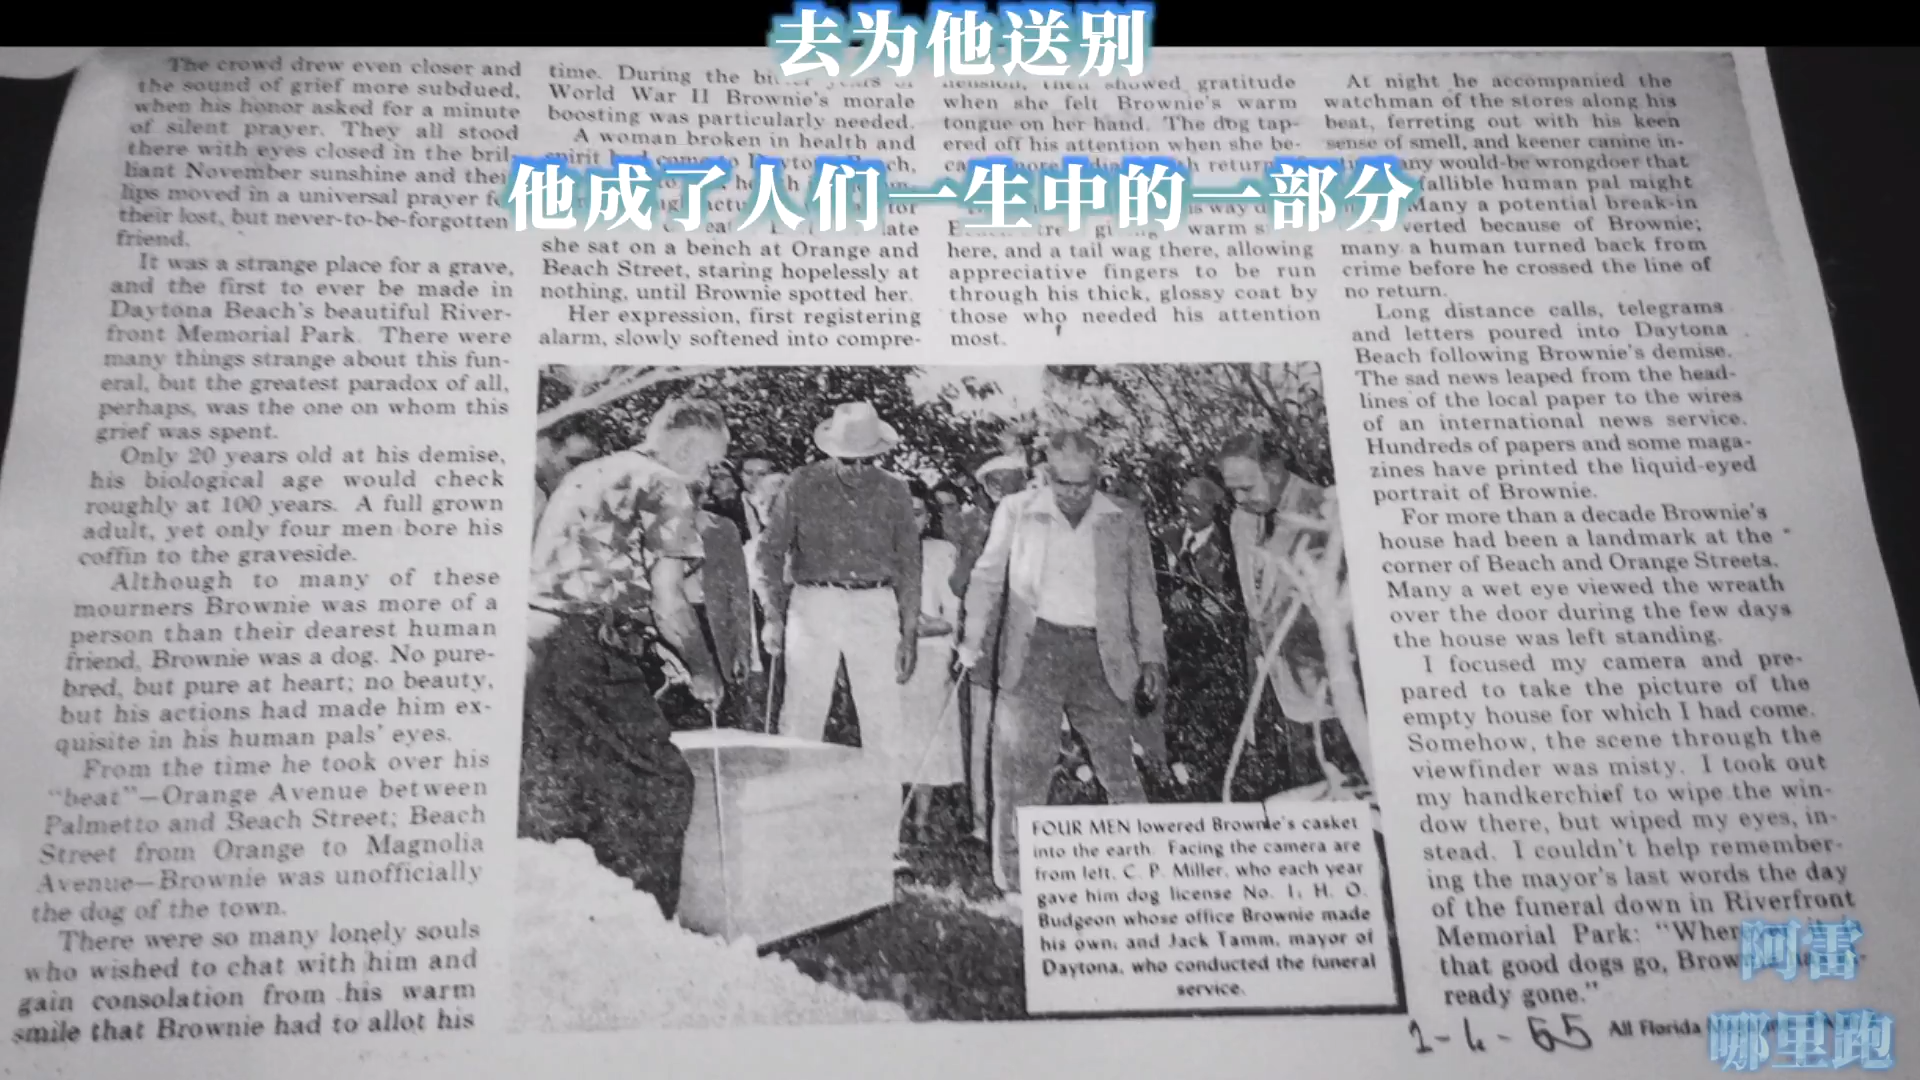 去为他送别
他成了人们一生中的一部分
The crowd drew even closer and
the sound of grief more subdued,
when his honor asked for a minute
of silent prayer. They all stood
there with eyes closed in the bril-
liant November sunshine and their
lips moved in a universal prayer
their lost, but never-to-be-forgotten
friend.
It was a strange place for a grave,
and the first to ever be made in
Daytona Beach's beautiful River-
front Memorial Park. There were
many things strange about this fun-
eral, but the greatest paradox of all,
perhaps, was the one on whom this
grief was spent.
Only 20 years old at his demise,
his biological age would check
roughly at 100 years. A full grown
adult, yet only four men bore his
coffin to the graveside.
Although to many of these
mourners Brownie was more of a
person than their dearest human
friend, Brownie was a dog. No pure-
bred, but pure at heart; no beauty,
but his actions had made him ex-
quisite in his human pals' eyes.
From the time he took over his
"beat"—Orange Avenue between
Palmetto and Beach Street; Beach
Street from Orange to Magnolia
Avenue—Brownie was unofficially
the dog of the town.
There were so many lonely souls
who wished to chat with him and
gain consolation from his warm
smile that Brownie had to allot his
time. During the
World War II Brownie's morale
boosting was particularly needed.
A woman broken in health and
she sat on a bench at Orange and
Beach Street, staring hopelessly at
nothing, until Brownie spotted her.
Her expression, first registering
alarm, slowly softened into compre-
showed gratitude
when she felt Brownie's warm
tongue on her hand. The dog tap-
ered off his attention when she be-
warm
here, and a tail wag there, allowing
appreciative fingers to be run
through his thick, glossy coat by
those who needed his attention
most.
FOUR MEN lowered Brownie's casket
into the earth. Facing the camera are
from left, C. P. Miller, who each year
gave him dog license No. 1, H. O.
Budgeon whose office Brownie made
his own, and Jack Tamm, mayor of
Daytona, who conducted the funeral
service.
At night he accompanied the
watchman of the stores along his
beat, ferreting out with his keen
sense of smell, and keener canine in-
any would-be wrongdoer that
fallible human pal might
Many a potential break-in
verted because of Brownie;
many a human turned back from
crime before he crossed the line of
no return.
Long distance calls, telegrams
and letters poured into Daytona
Beach following Brownie's demise.
The sad news leaped from the head-
lines of the local paper to the wires
of an international news service.
Hundreds of papers and some maga-
zines have printed the liquid-eyed
portrait of Brownie.
For more than a decade Brownie's
house had been a landmark at the
corner of Beach and Orange Streets.
Many a wet eye viewed the wreath
over the door during the few days
the house was left standing.
I focused my camera and pre-
pared to take the picture of the
empty house for which I had come.
Somehow, the scene through the
viewfinder was misty. I took out
my handkerchief to wipe the win-
dow there, but wiped my eyes, in-
stead. I couldn't help remember-
ing the mayor's last words the day
of the funeral down in Riverfront
Memorial Park:
that good dogs go,
ready gone."
All Florida
阿雷
哪里跑